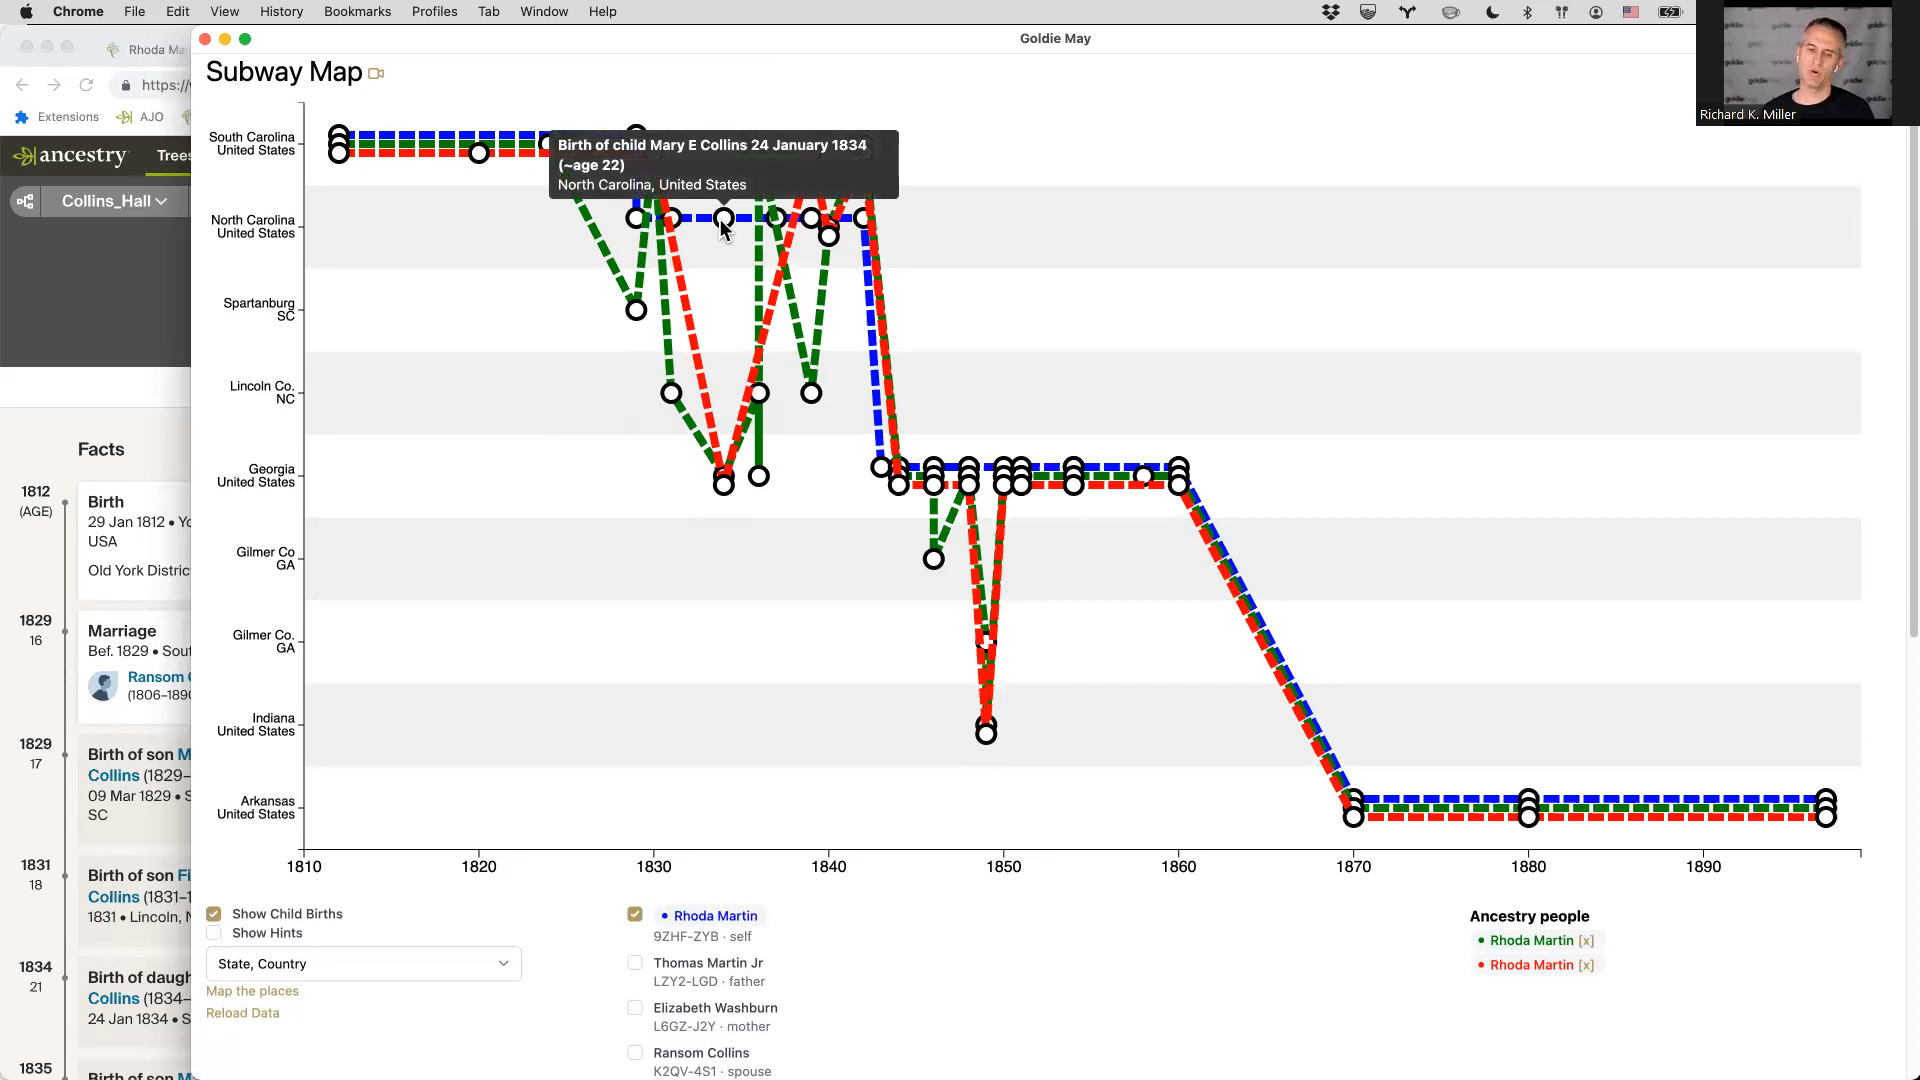 Chrome File Edit View History Bookmarks Profiles Tab Window Help
Goldie May
Rhoda Ma
https://
Extensions AJO
ancestry Trees
Collins_Hall
Richard K. Miller
Subway Map
South Carolina
United States
North Carolina
United States
Spartanburg
SC
Lincoln Co.
NC
Georgia
United States
Gilmer Co
GA
Gilmer Co.
GA
Indiana
United States
Arkansas
United States
Birth of child Mary E Collins 24 January 1834
(~age 22)
North Carolina, United States
1810 1820 1830 1840 1850 1860 1870 1880 1890
Facts
1812
(AGE)
Birth
29 Jan 1812 • Yo
USA
Old York Distric
1829
16
Marriage
Bef. 1829 • Sout
Ransom C
(1806–1890
1829
17
Birth of son M
Collins (1829–
09 Mar 1829 • S
SC
1831
18
Birth of son Fi
Collins (1831–1
1831 • Lincoln, N
1834
21
Birth of daugh
Collins (1834–
24 Jan 1834 • S
1835
Birth of son M
Show Child Births
Show Hints
State, Country
Map the places
Reload Data
• Rhoda Martin
9ZHF-ZYB · self
Thomas Martin Jr
LZY2-LGD · father
Elizabeth Washburn
L6GZ-J2Y · mother
Ransom Collins
K2QV-4S1 · spouse
Ancestry people
• Rhoda Martin [x]
• Rhoda Martin [x]